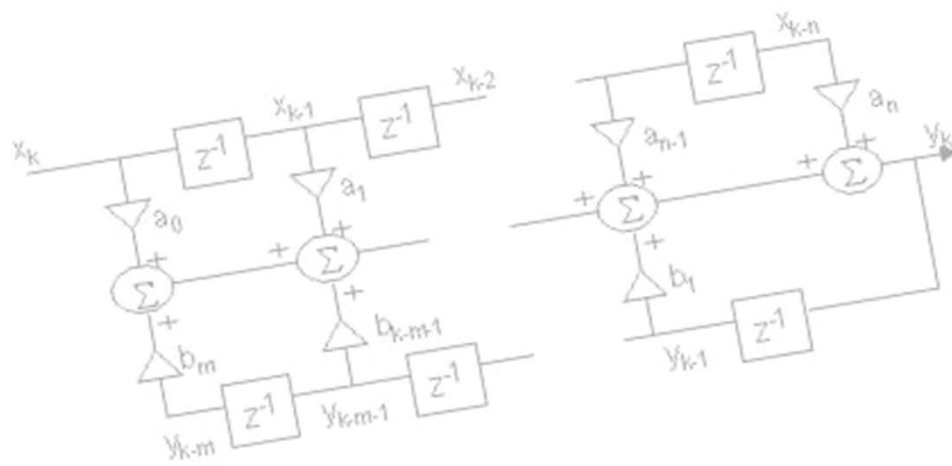 x_k
z^-1
x_k-1
z^-1
x_k-2
z^-1
x_k-n
a_0
a_1
a_n-1
a_n
y_k
+ Σ + + Σ + + Σ + + Σ
+ + +
b_m
b_k-m-1
b_1
y_k-m
z^-1
y_k-m-1
z^-1
y_k-1
z^-1